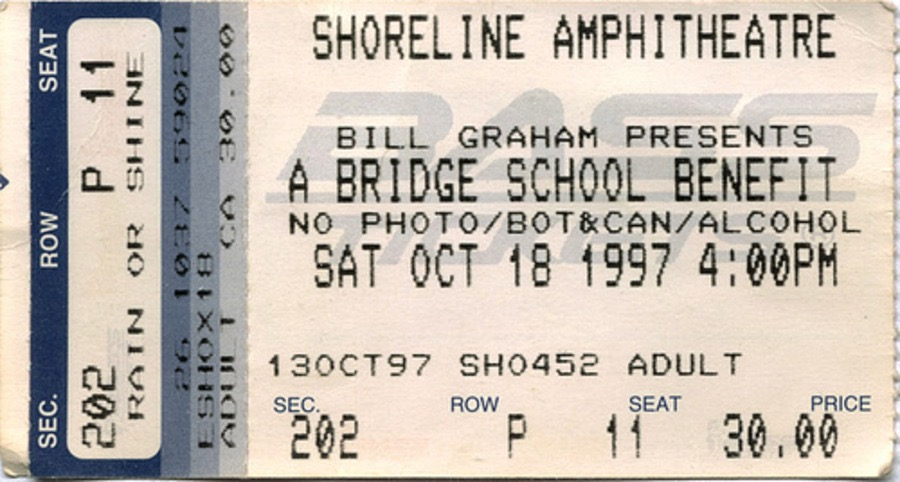 SEAT
ROW
SEC.
202 P 11
RAIN OR SHINE
26 1037 59024
ESHOX18
ADULT CA 30.00
SHORELINE AMPHITHEATRE
BASS
TICKETS
BILL GRAHAM PRESENTS
A BRIDGE SCHOOL BENEFIT
NO PHOTO/BOT&CAN/ALCOHOL
SAT OCT 18 1997 4:00PM
13OCT97 SH0452 ADULT
SEC. ROW SEAT PRICE
202 P 11 30.00